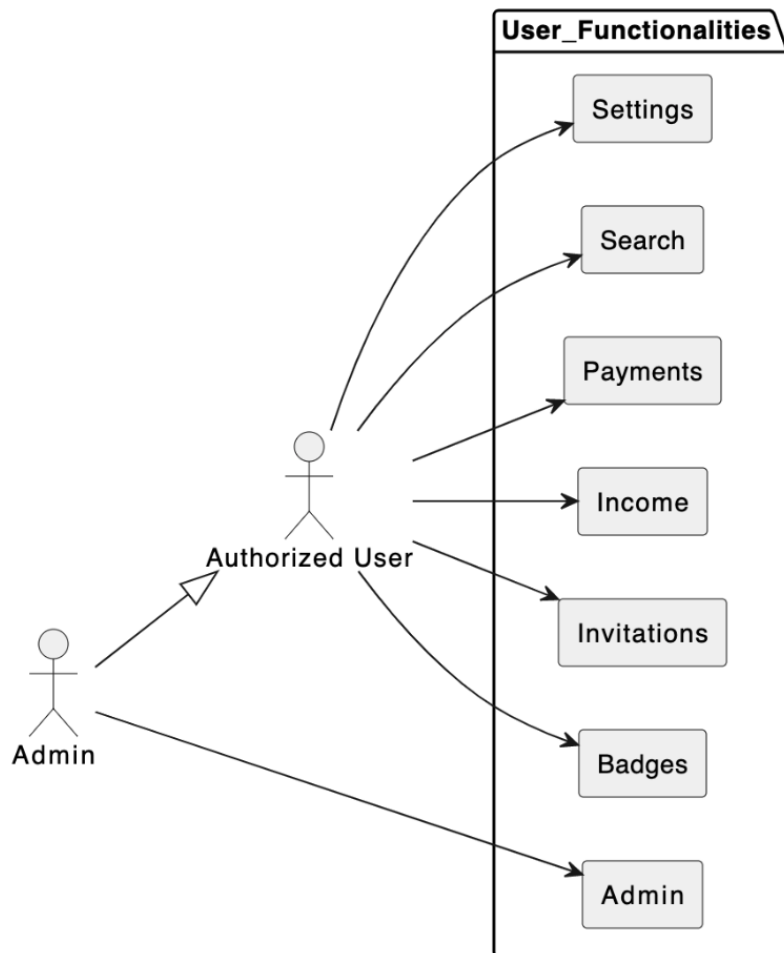 User_Functionalities
Settings
Search
Payments
Income
Authorized User
Invitations
Admin
Badges
Admin